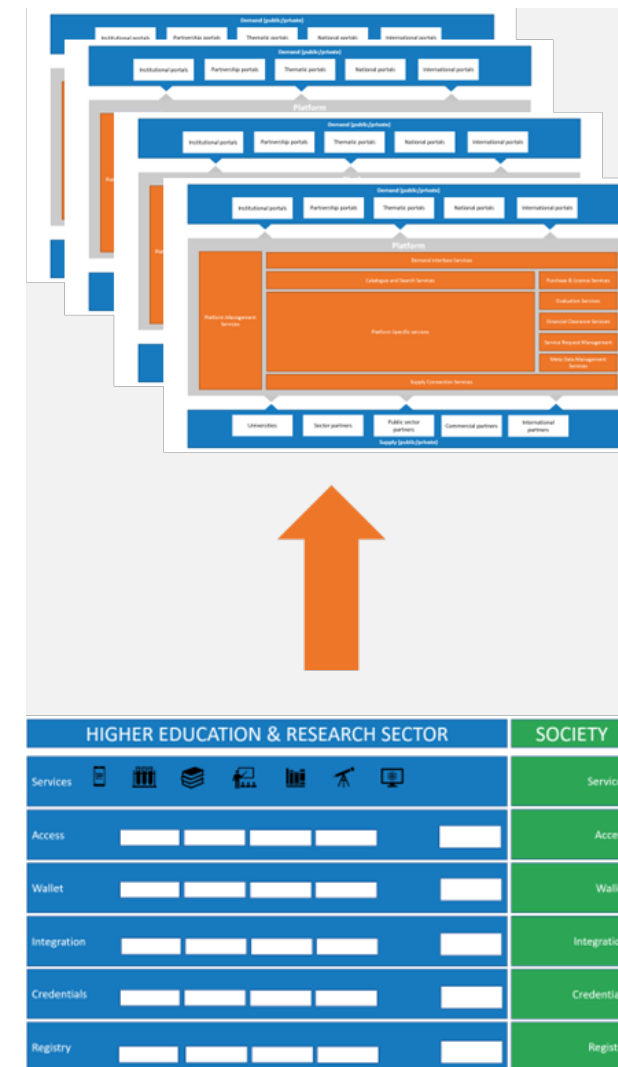 Demand (public/private)
Institutional portals Partnership portals Thematic portals National portals International portals
Demand (public/private)
Institutional portals Partnership portals Thematic portals National portals International portals
Platform
Demand (public/private)
Institutional portals Partnership portals Thematic portals National portals International portals
Demand (public/private)
Institutional portals Partnership portals Thematic portals National portals International portals
Platform
Demand Interface Services
Catalogue and Search Services Purchase & Licence Services
Evaluation Services
Platform Management
Services
Platform-Specific services
Financial Clearance Services
Service Request Management
Meta Data Management
Services
Supply Connection Services
Universities Sector partners Public sector
partners Commercial partners International
partners
Supply (public/private)
HIGHER EDUCATION & RESEARCH SECTOR SOCIETY
Services Servic
Access Acce
Wallet Wall
Integration Integratio
Credentials Credentia
Registry Regist